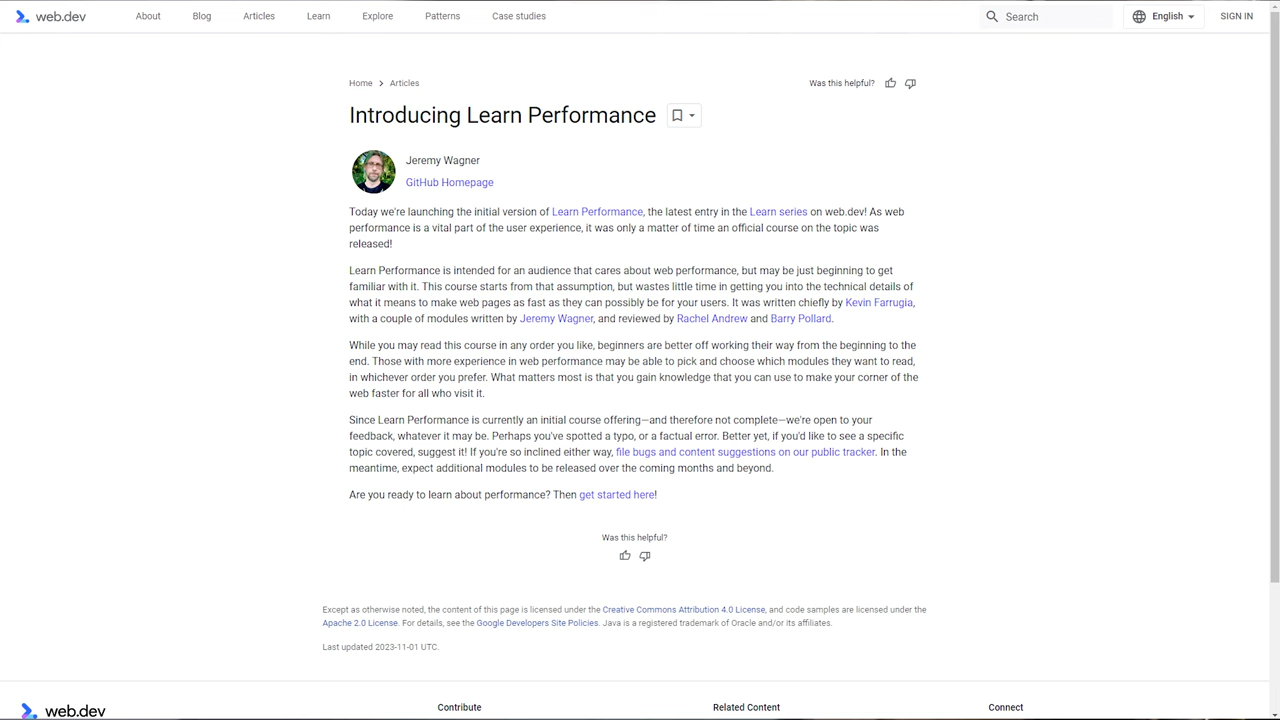 web.dev About Blog Articles Learn Explore Patterns Case studies Search English SIGN IN
Home Articles Was this helpful?
Introducing Learn Performance
Jeremy Wagner
GitHub Homepage
Today we're launching the initial version of Learn Performance, the latest entry in the Learn series on web.dev! As web
performance is a vital part of the user experience, it was only a matter of time an official course on the topic was
released!
Learn Performance is intended for an audience that cares about web performance, but may be just beginning to get
familiar with it. This course starts from that assumption, but wastes little time in getting you into the technical details of
what it means to make web pages as fast as they can possibly be for your users. It was written chiefly by Kevin Farrugia,
with a couple of modules written by Jeremy Wagner, and reviewed by Rachel Andrew and Barry Pollard.
While you may read this course in any order you like, beginners are better off working their way from the beginning to the
end. Those with more experience in web performance may be able to pick and choose which modules they want to read,
in whichever order you prefer. What matters most is that you gain knowledge that you can use to make your corner of the
web faster for all who visit it.
Since Learn Performance is currently an initial course offering—and therefore not complete—we're open to your
feedback, whatever it may be. Perhaps you've spotted a typo, or a factual error. Better yet, if you'd like to see a specific
topic covered, suggest it! If you're so inclined either way, file bugs and content suggestions on our public tracker. In the
meantime, expect additional modules to be released over the coming months and beyond.
Are you ready to learn about performance? Then get started here!
Was this helpful?
Except as otherwise noted, the content of this page is licensed under the Creative Commons Attribution 4.0 License, and code samples are licensed under the
Apache 2.0 License. For details, see the Google Developers Site Policies. Java is a registered trademark of Oracle and/or its affiliates.
Last updated 2023-11-01 UTC.
web.dev Contribute Related Content Connect